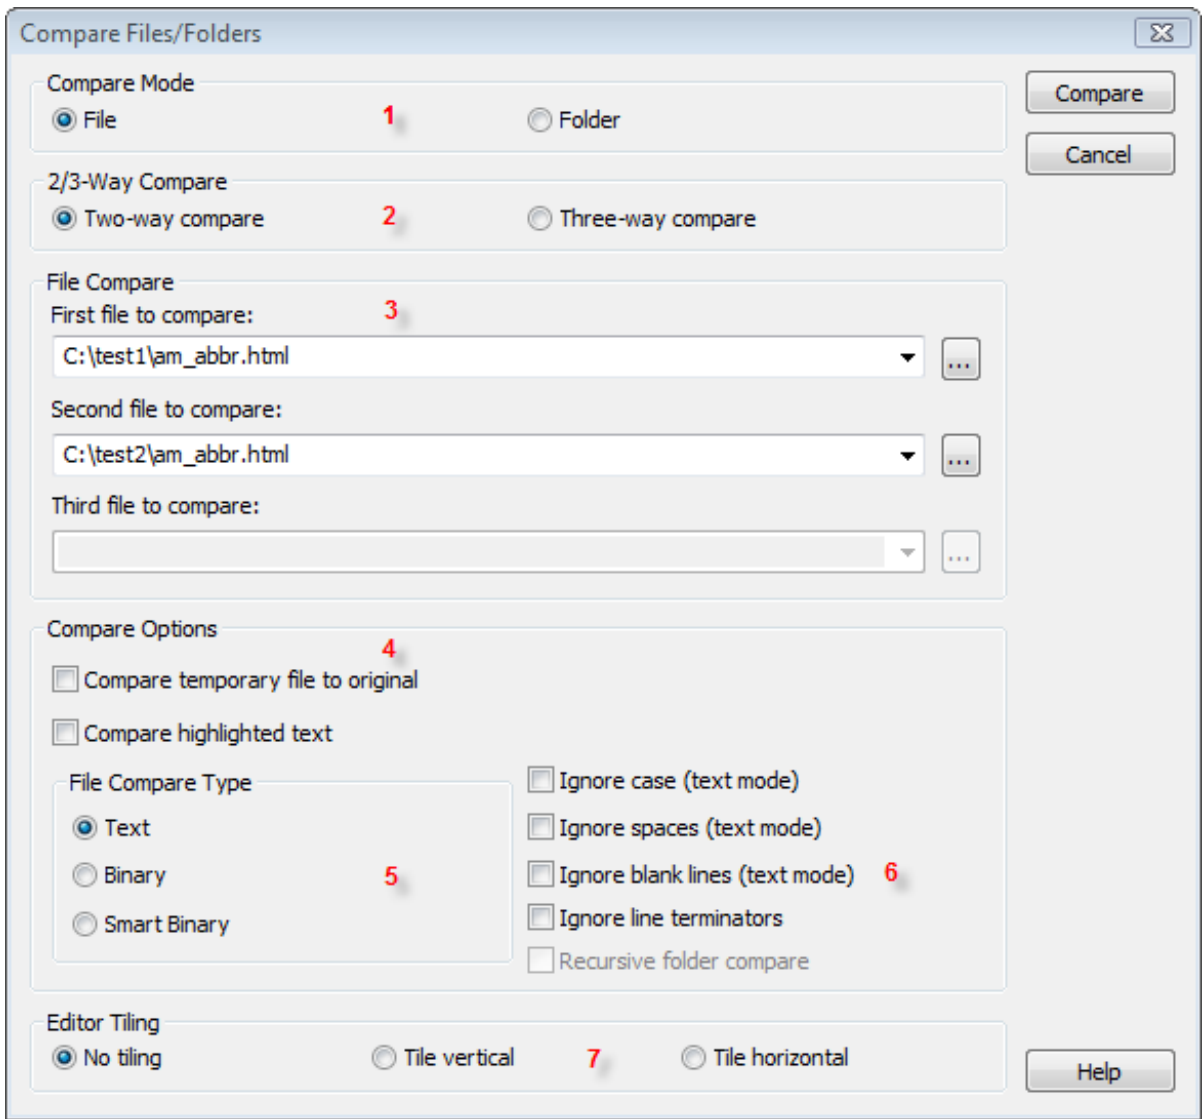 Compare Files/Folders
Compare Mode
File 1 Folder
Compare
Cancel
2/3-Way Compare
Two-way compare 2 Three-way compare
File Compare
First file to compare: 3
C:\test1\am_abbr.html ...
Second file to compare:
C:\test2\am_abbr.html ...
Third file to compare:
...
Compare Options
4
Compare temporary file to original
Compare highlighted text
File Compare Type
Text
Binary 5
Smart Binary
Ignore case (text mode)
Ignore spaces (text mode)
Ignore blank lines (text mode) 6
Ignore line terminators
Recursive folder compare
Editor Tiling
No tiling Tile vertical 7 Tile horizontal
Help